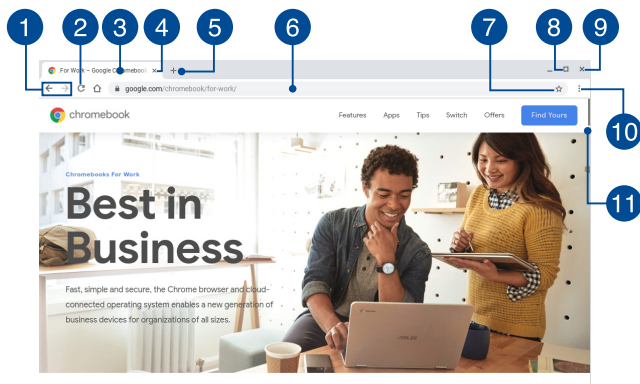 1 2 3 4 5 6 7 8 9
For Work – Google Chromebook
google.com/chromebook/for-work/
chromebook Features Apps Tips Switch Offers Find Yours
10
Chromebooks For Work
Best in
Business
11
Fast, simple and secure, the Chrome browser and cloud-
connected operating system enables a new generation of
business devices for organizations of all sizes.
ASUS